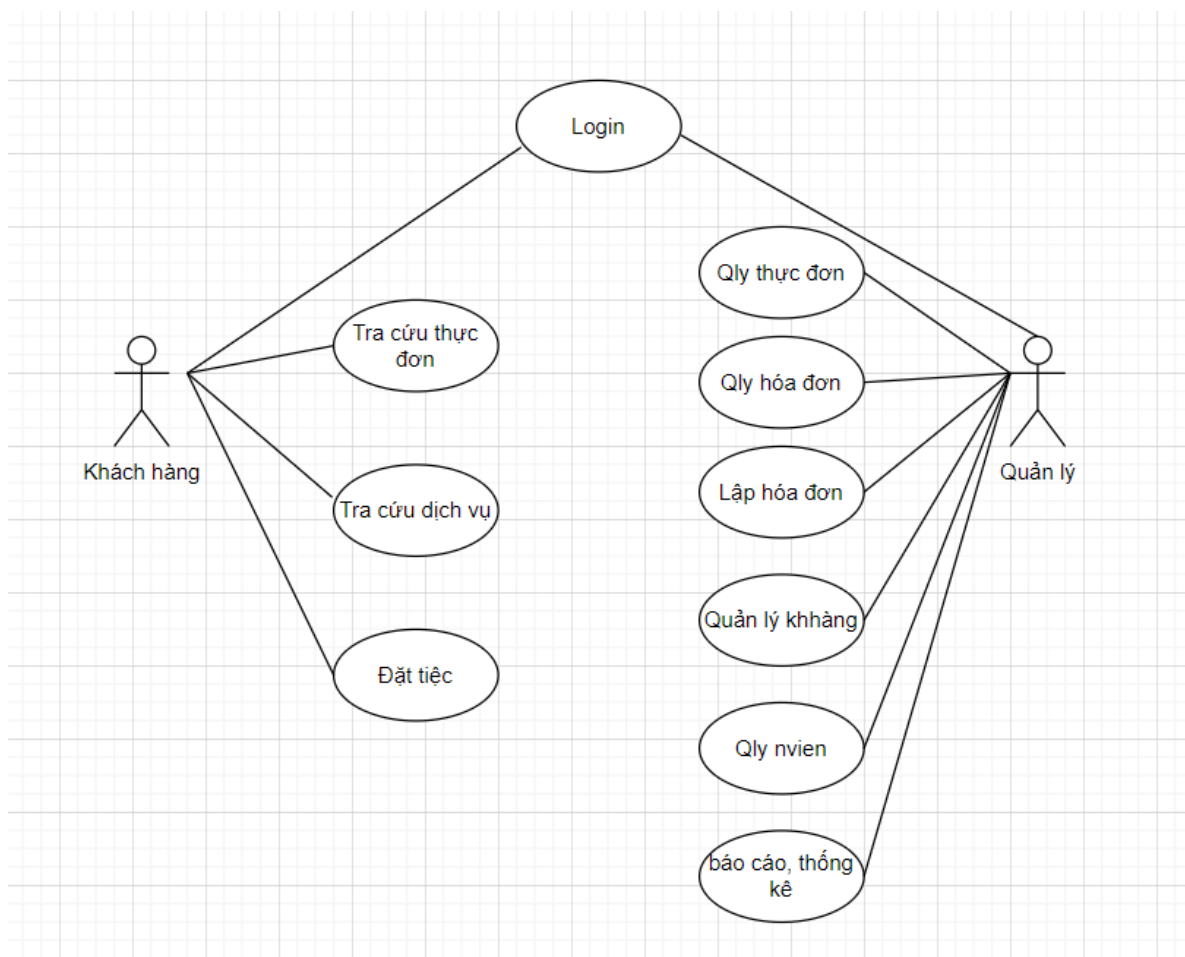 Login
Qly thực đơn
Tra cứu thực
đơn
Qly hóa đơn
Khách hàng
Quản lý
Lập hóa đơn
Tra cứu dịch vụ
Quản lý khhàng
Đặt tiệc
Qly nvien
báo cáo, thống
kê